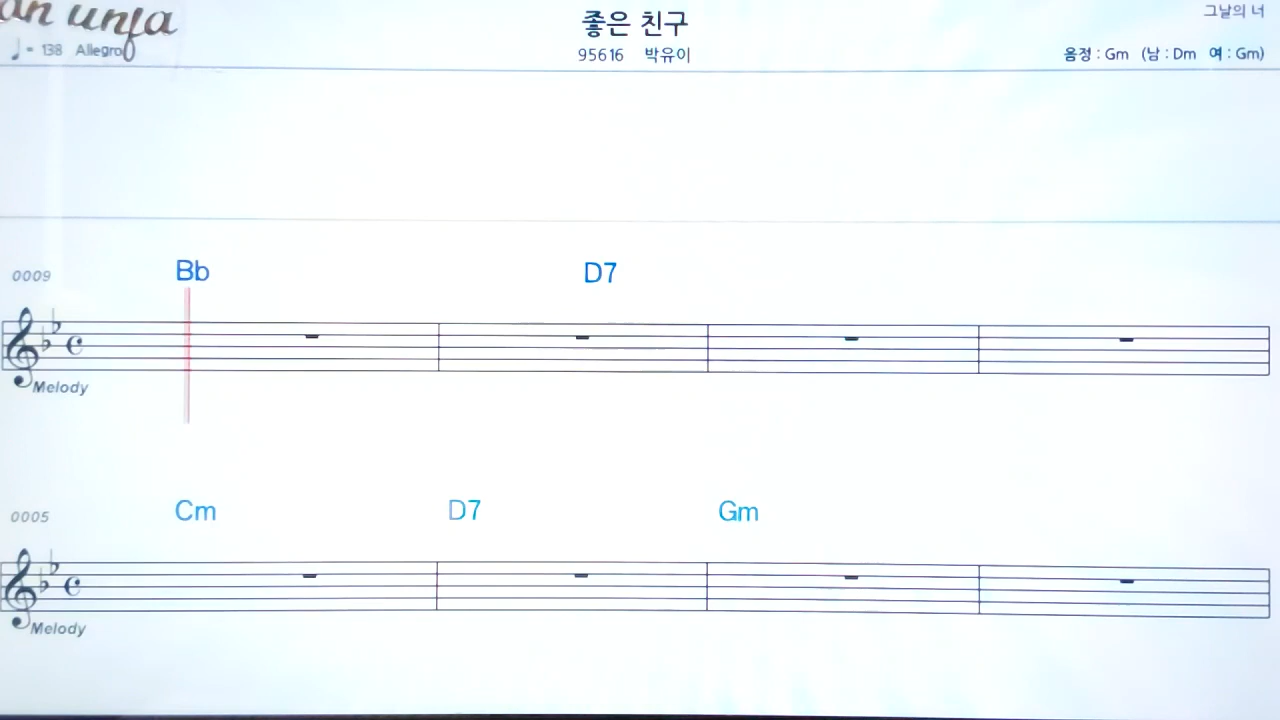 좋은 친구
그날의 너
♩= 138 Allegro
95616 박유이
음정 : Gm (남 : Dm 여 : Gm)
0009
Bb D7
Melody
0005
Cm D7 Gm
Melody